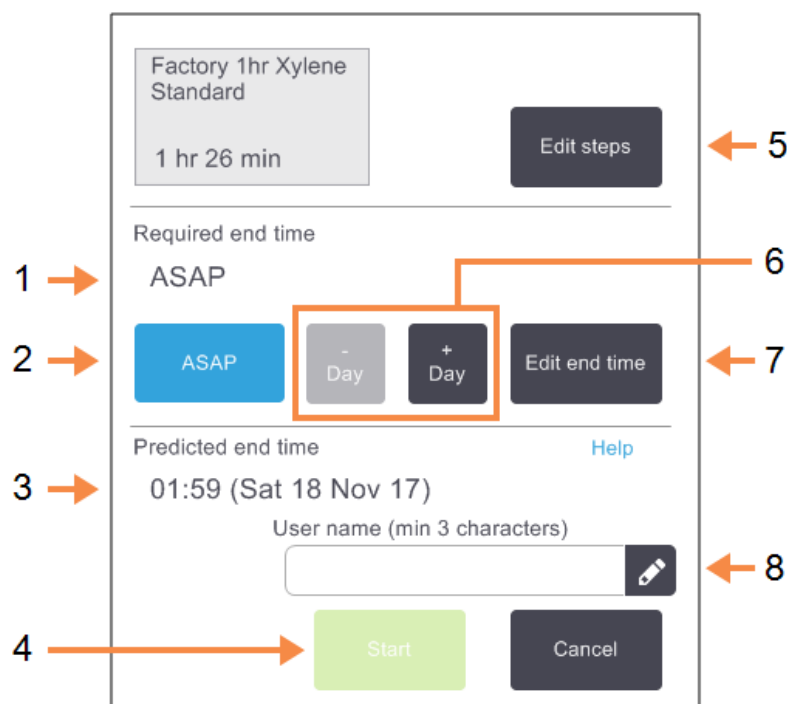 Factory 1hr Xylene
Standard
1 hr 26 min
Edit steps
5
Required end time
6
1
ASAP
2
ASAP
-
Day
+
Day
Edit end time
7
Predicted end time
Help
3
01:59 (Sat 18 Nov 17)
User name (min 3 characters)
8
4
Start
Cancel